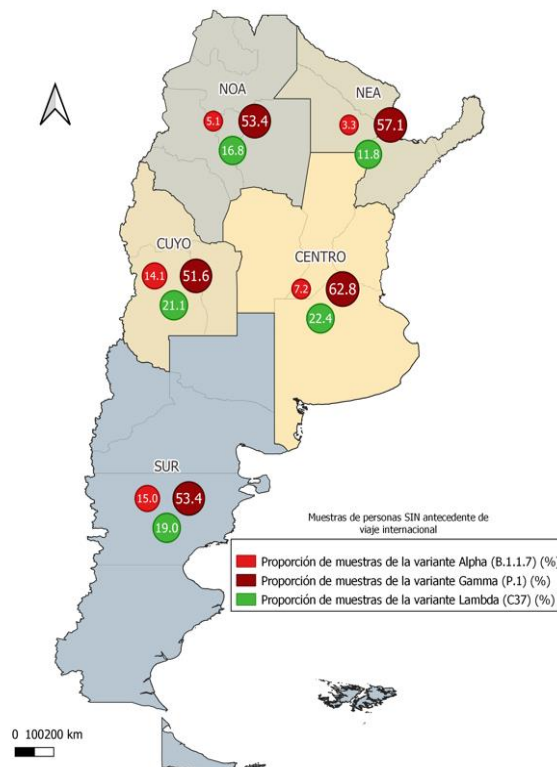 NOA
5.1
53.4
16.8
NEA
3.3
57.1
11.8
CUYO
14.1
51.6
21.1
CENTRO
7.2
62.8
22.4
SUR
15.0
53.4
19.0
Muestras de personas SIN antecedente de
viaje internacional
Proporción de muestras de la variante Alpha (B.1.1.7) (%)
Proporción de muestras de la variante Gamma (P.1) (%)
Proporción de muestras de la variante Lambda (C37) (%)
0 100200 km